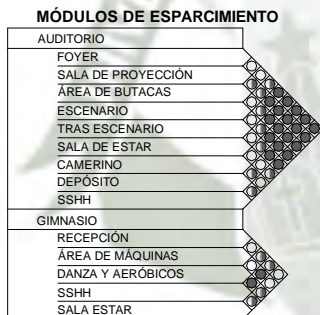 MÓDULOS DE ESPARCIMIENTO
AUDITORIO
FOYER
SALA DE PROYECCIÓN
ÁREA DE BUTACAS
ESCENARIO
TRAS ESCENARIO
SALA DE ESTAR
CAMERINO
DEPÓSITO
SSHH
GIMNASIO
RECEPCIÓN
ÁREA DE MÁQUINAS
DANZA Y AERÓBICOS
SSHH
SALA ESTAR